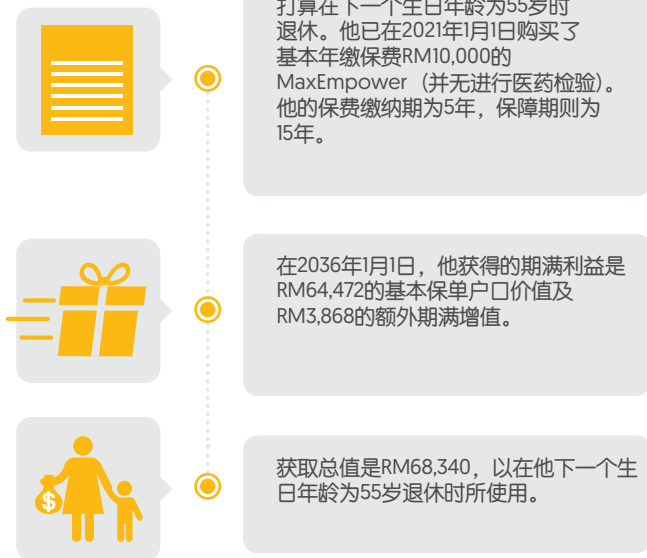 打算在下一个生日年龄为55岁时
退休。他已在2021年1月1日购买了
基本年缴保费RM10,000的
MaxEmpower（并无进行医药检验）。
他的保费缴纳期为5年，保障期则为
15年。
在2036年1月1日，他获得的期满利益是
RM64,472的基本保单户口价值及
RM3,868的额外期满增值。
$
获取总值是RM68,340，以在他下一个生
日年龄为55岁退休时所使用。